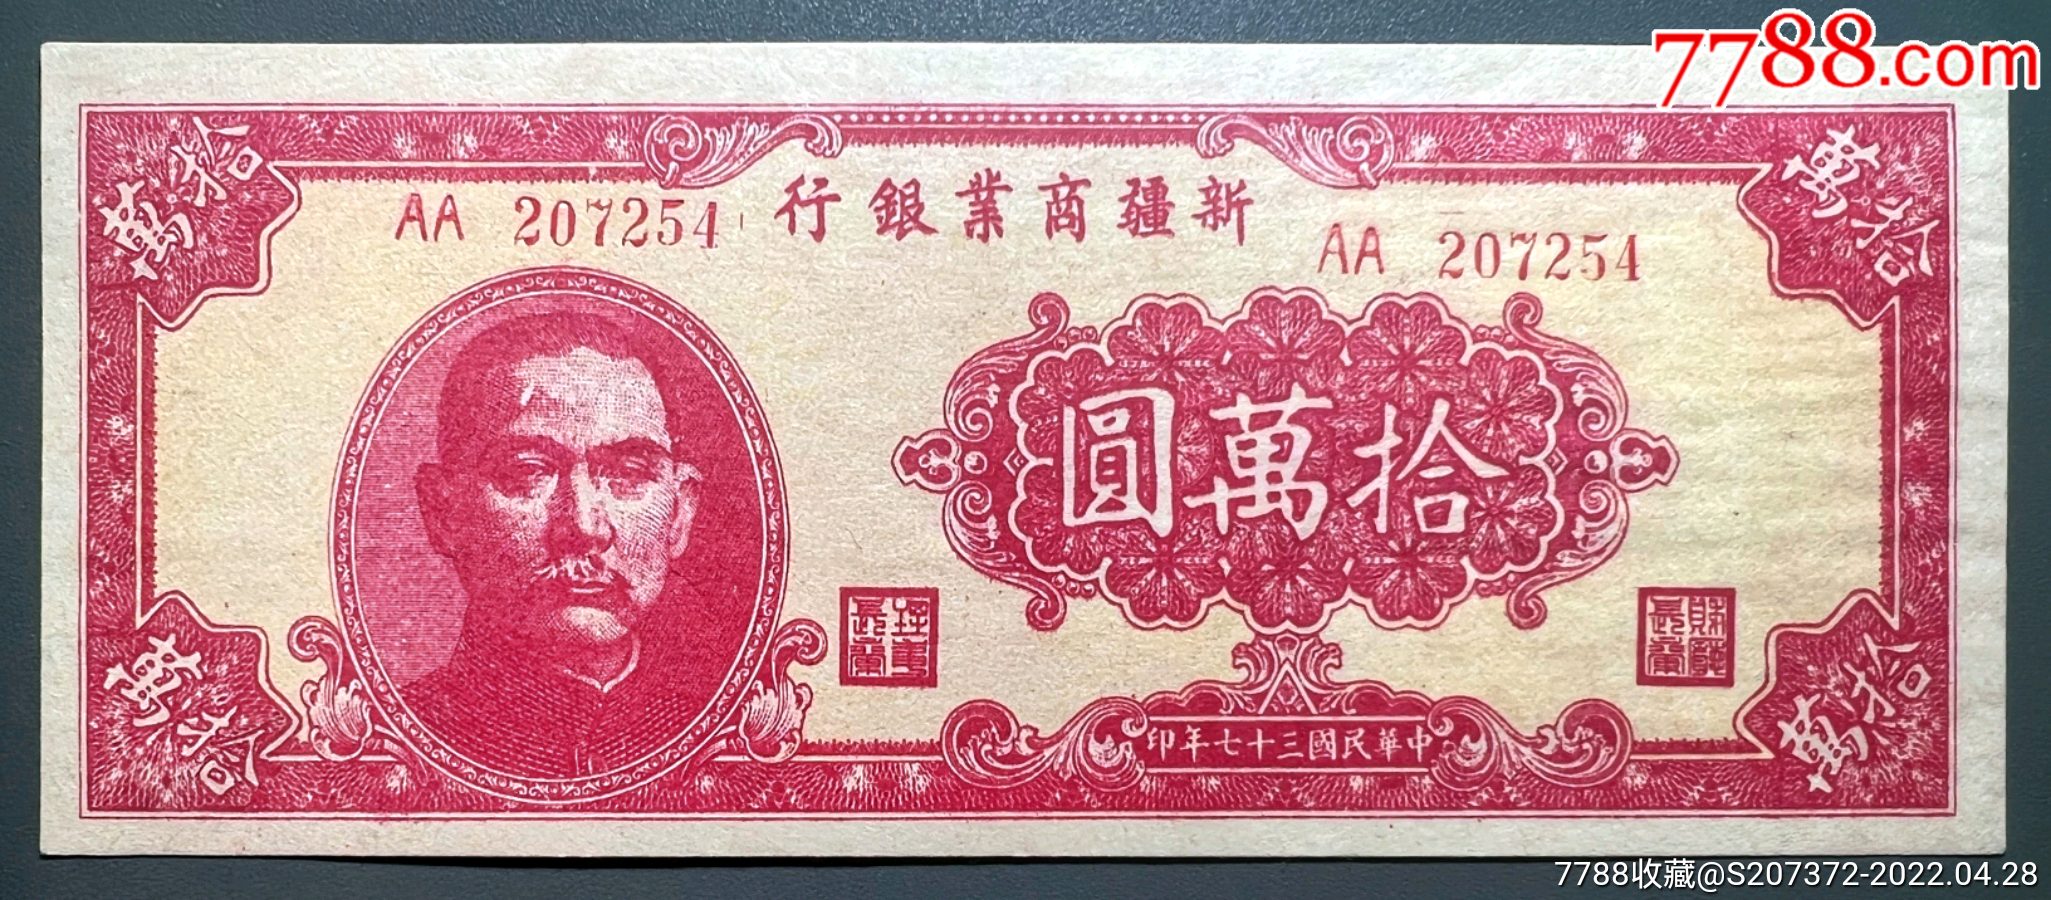 7788.com
拾萬
萬拾
新疆商業銀行
AA 207254
AA 207254
拾萬圓
中華民國三十七年印
萬拾
拾萬
7788收藏@S207372-2022.04.28